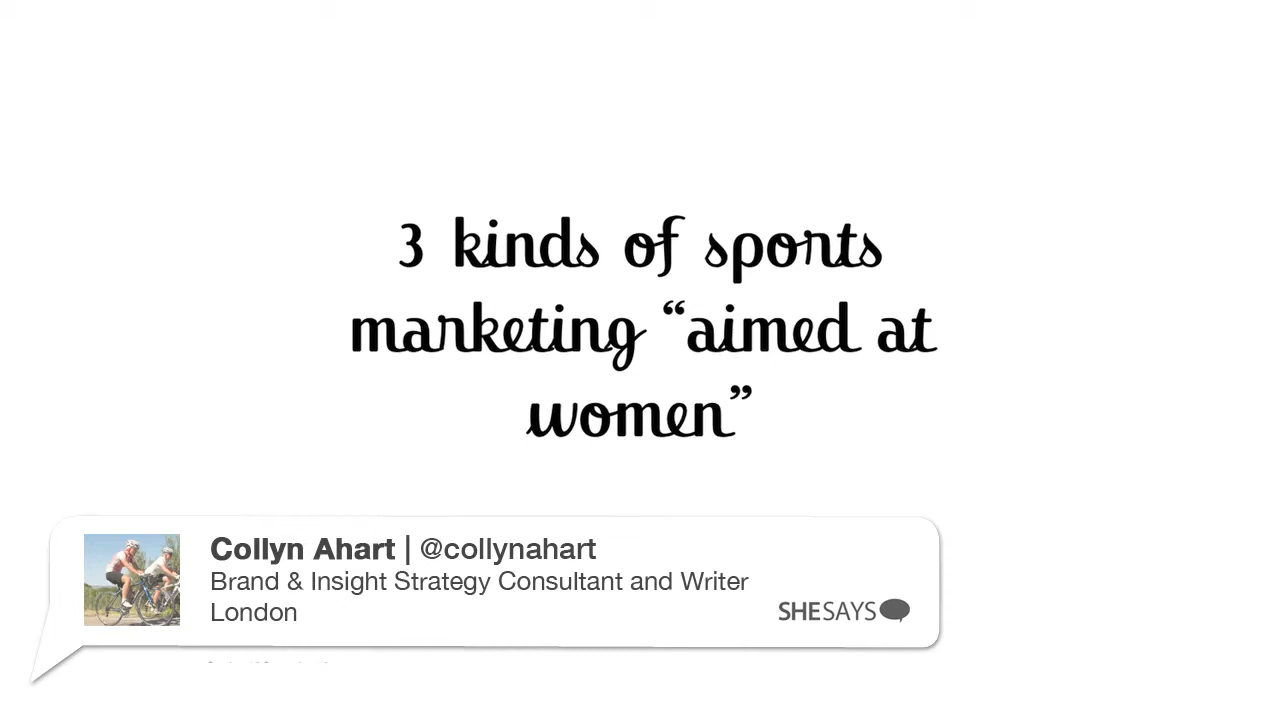 3 kinds of sports
marketing “aimed at
women”
Collyn Ahart | @collynahart
Brand & Insight Strategy Consultant and Writer
London
SHESAYS